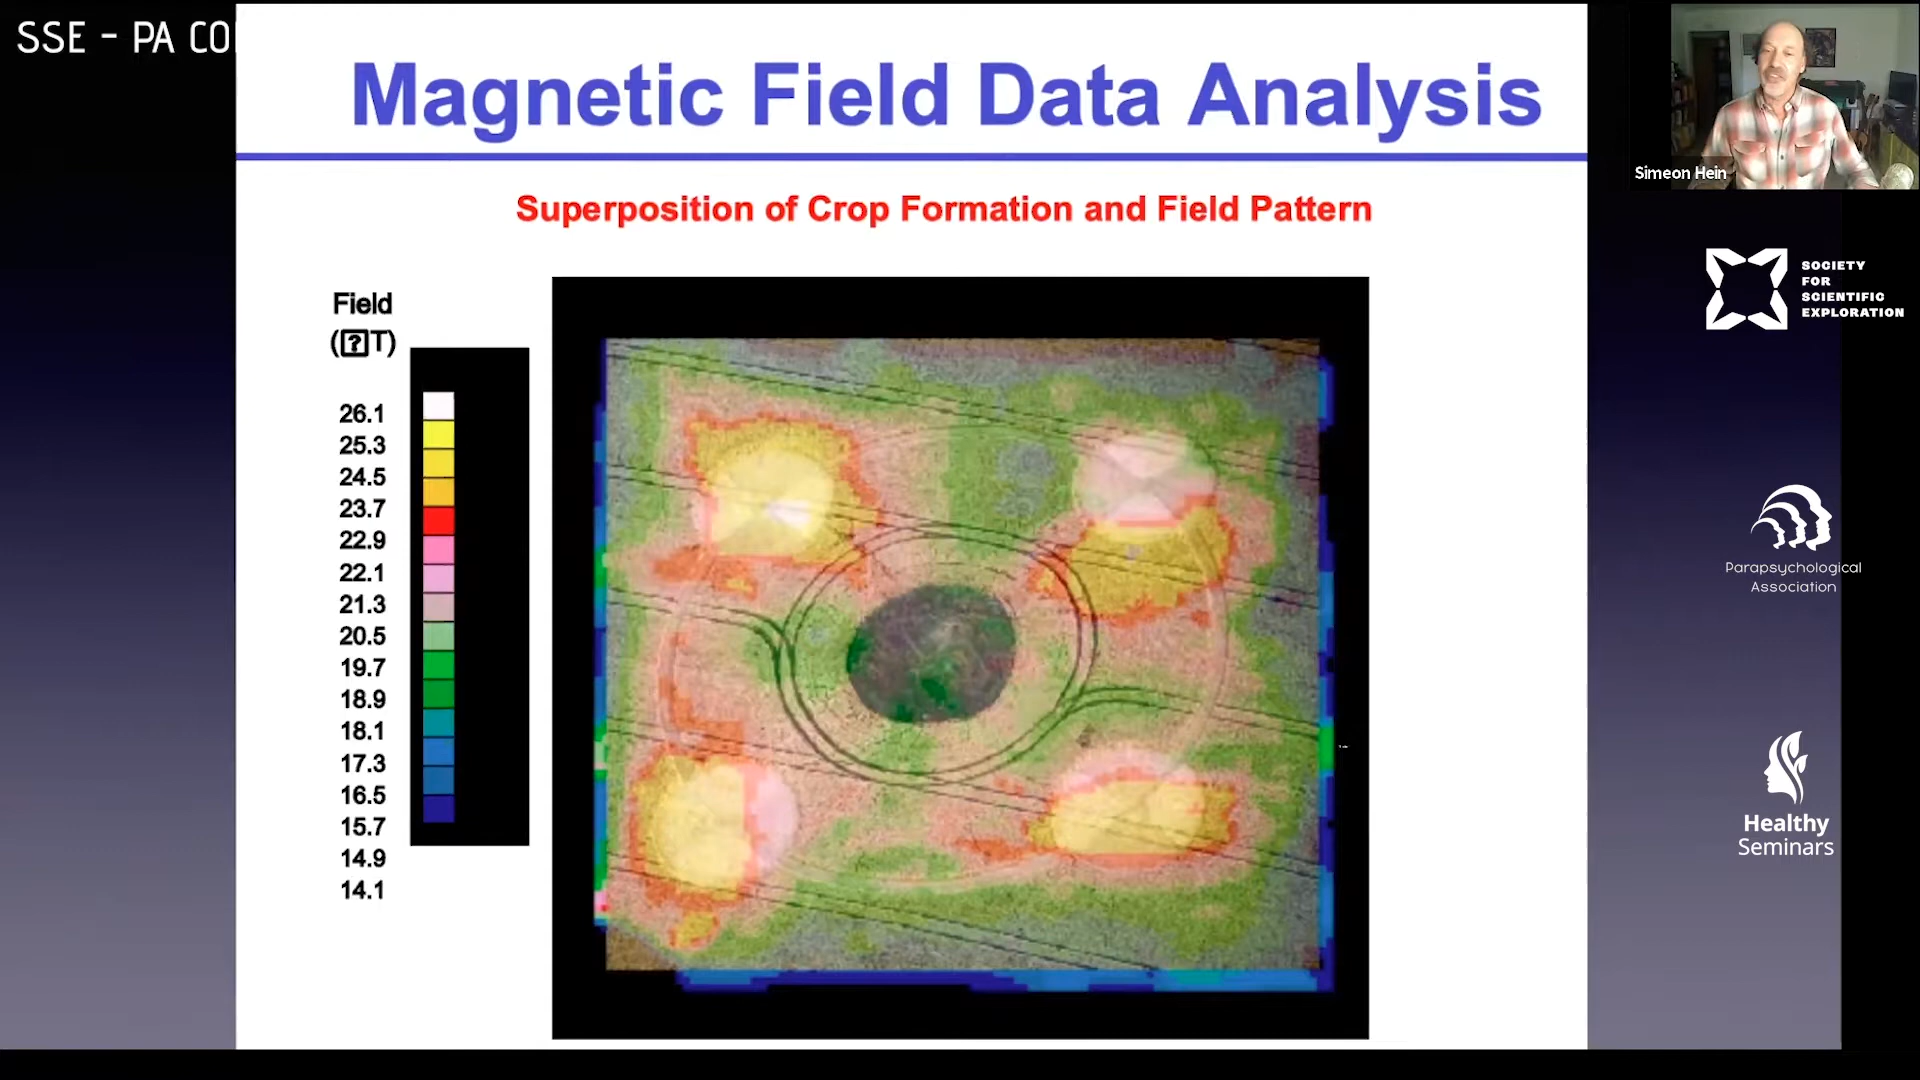 SSE - PA CO
Magnetic Field Data Analysis
Superposition of Crop Formation and Field Pattern
Field
(�T)
26.1
25.3
24.5
23.7
22.9
22.1
21.3
20.5
19.7
18.9
18.1
17.3
16.5
15.7
14.9
14.1
Simeon Hein
SOCIETY
FOR
SCIENTIFIC
EXPLORATION
Parapsychological
Association
Healthy
Seminars